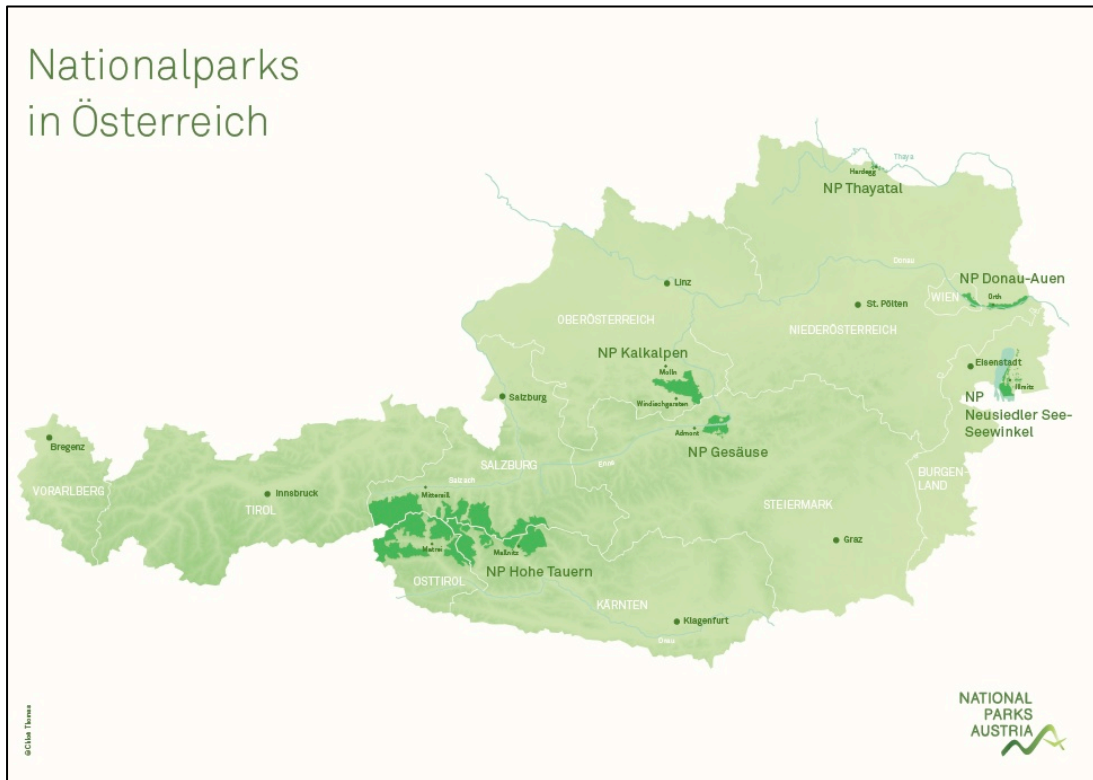 Nationalparks
in Österreich
Thaya
Hardegg
NP Thayatal
Donau
NP Donau-Auen
Linz
St. Pölten
WIEN
Orth
OBERÖSTERREICH
NIEDERÖSTERREICH
NP Kalkalpen
Molln
Eisenstadt
Illmitz
Windischgarsten
Salzburg
NP
Neusiedler See-
Seewinkel
Admont
Bregenz
NP Gesäuse
SALZBURG
Enns
BURGEN-
LAND
VORARLBERG
Salzach
Mittersill
Innsbruck
TIROL
STEIERMARK
Graz
Matrei
Mallnitz
NP Hohe Tauern
OSTTIROL
KÄRNTEN
Klagenfurt
Drau
NATIONAL
PARKS
AUSTRIA